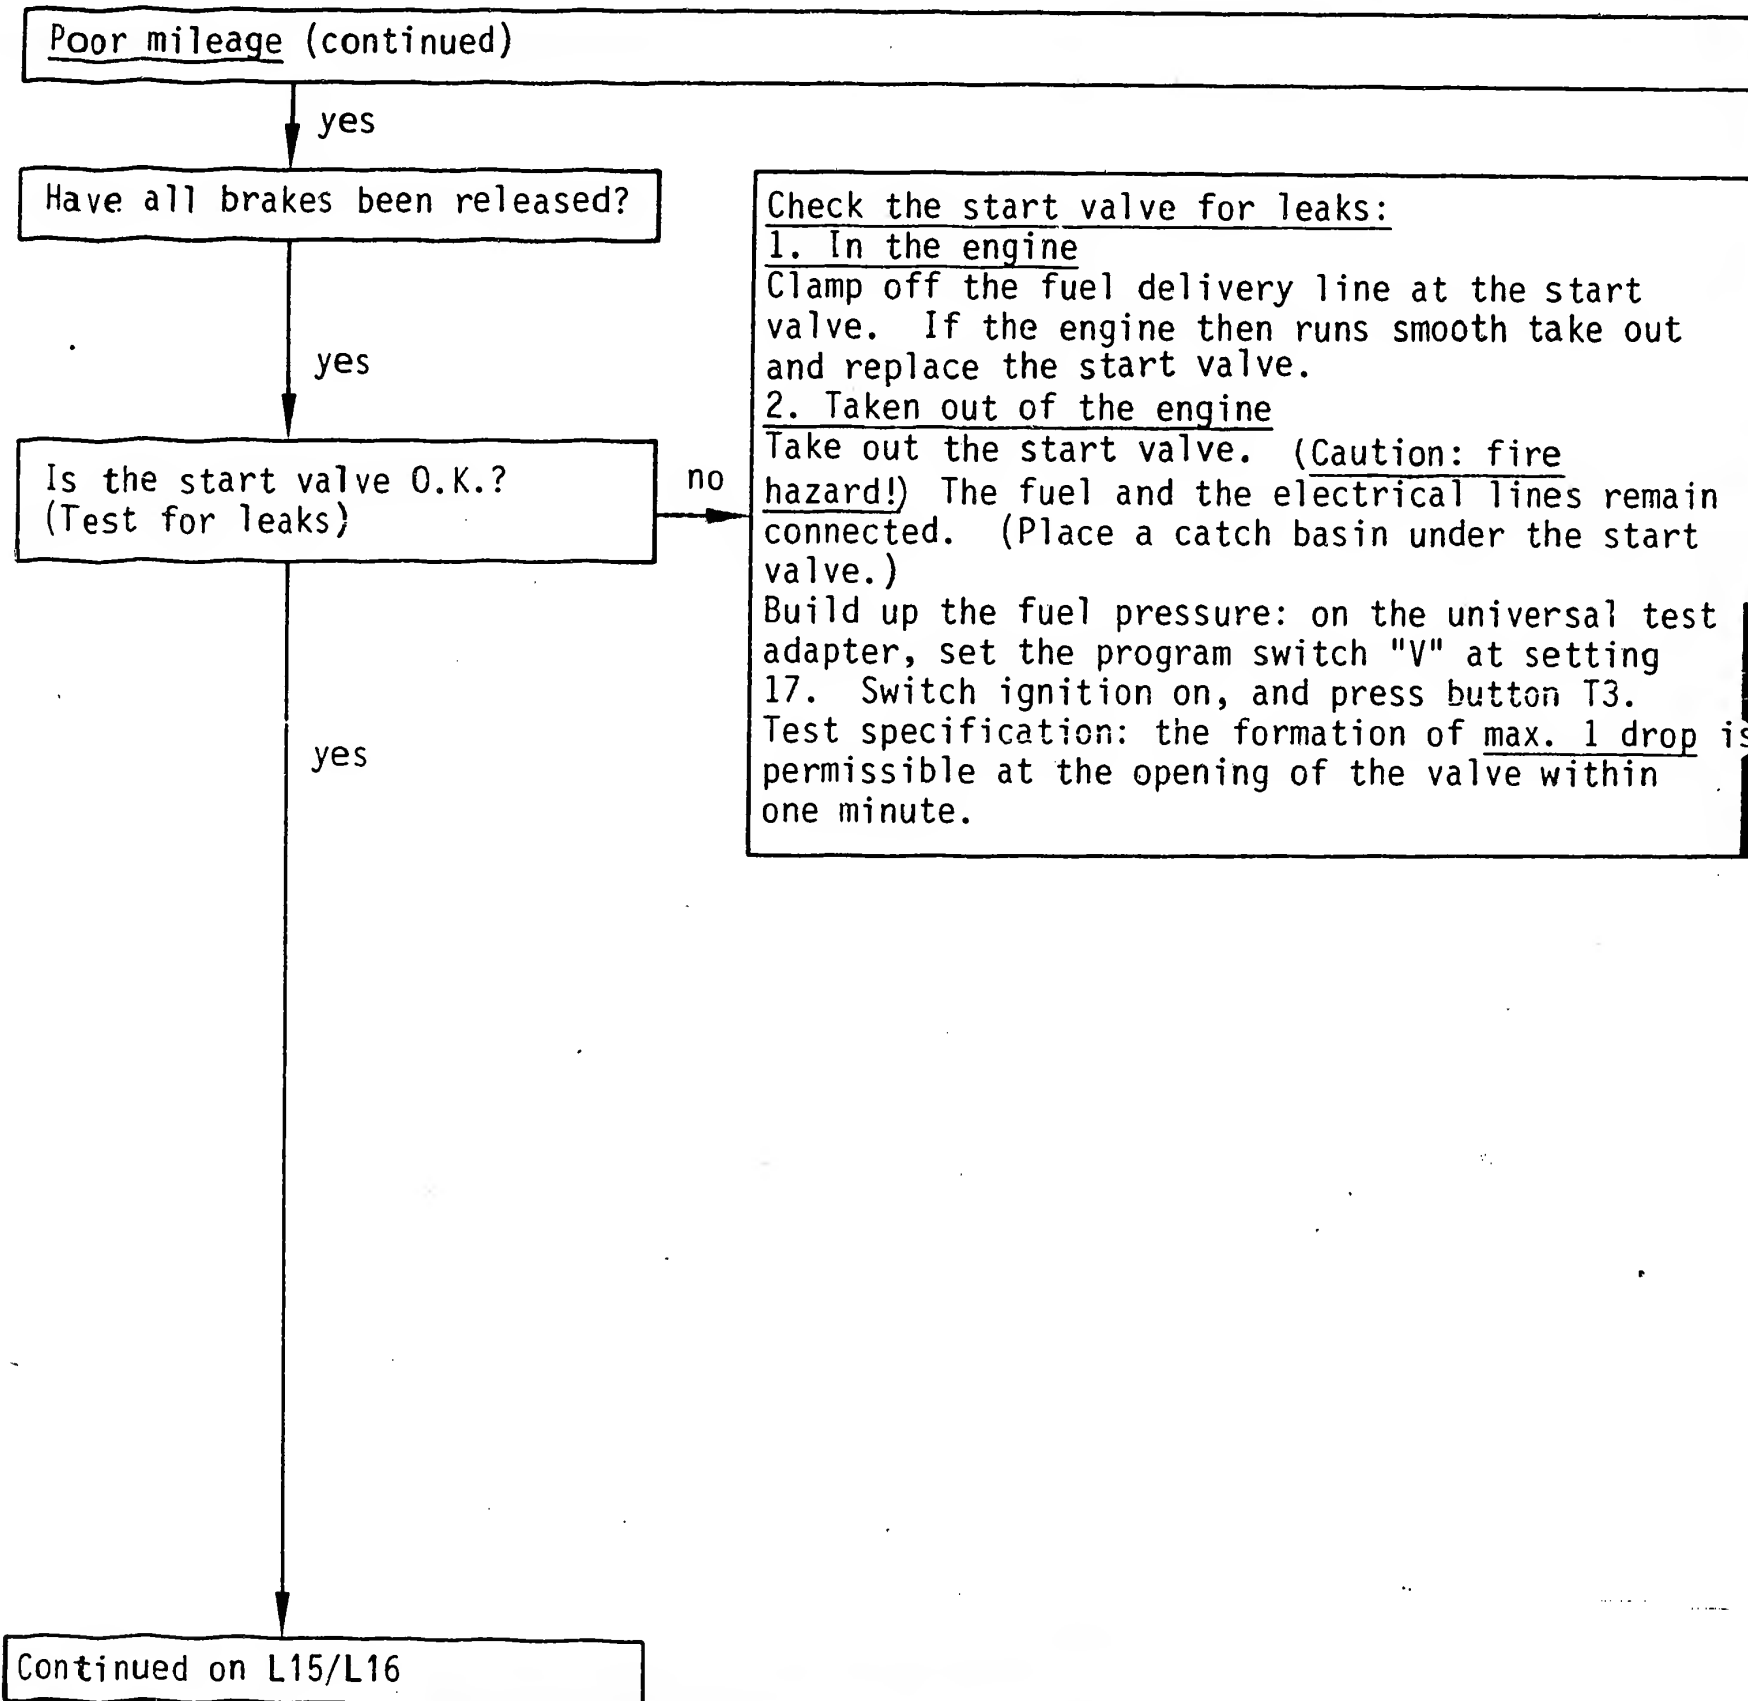 Poor mileage (continued)
yes
Have all brakes been released?
yes
Is the start valve O.K.?
(Test for leaks)
no
Check the start valve for leaks:
1. In the engine
Clamp off the fuel delivery line at the start
valve. If the engine then runs smooth take out
and replace the start valve.
2. Taken out of the engine
Take out the start valve. (Caution: fire
hazard!) The fuel and the electrical lines remain
connected. (Place a catch basin under the start
valve.)
Build up the fuel pressure: on the universal test
adapter, set the program switch "V" at setting
17. Switch ignition on, and press button T3.
Test specification: the formation of max. 1 drop is
permissible at the opening of the valve within
one minute.
yes
Continued on L15/L16